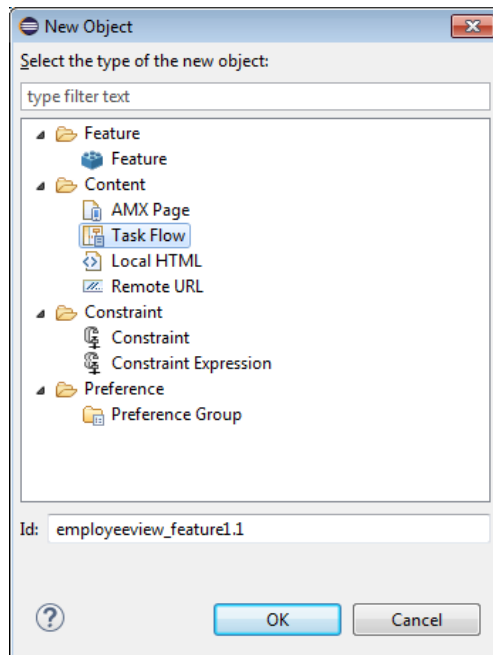 New Object
Select the type of the new object:
type filter text
Feature
Feature
Content
AMX Page
Task Flow
Local HTML
Remote URL
Constraint
Constraint
Constraint Expression
Preference
Preference Group
Id: employeeview_feature1.1
? OK Cancel